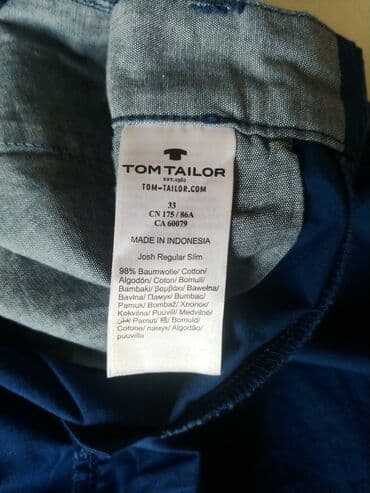 TOM TAILOR
EST.1962
TOM-TAILOR.COM
33
CN 175 / 86A
CA 60079
MADE IN INDONESIA
Josh Regular Slim
98% Baumwolle/ Cotton/
Algodón/ Coton/ Bomull/
Bambaki/ βαμβάκι/ Bawełna/
Bavlna/ Памук/ Bumbac/
Pamuk/ Bombaž/ Хлопок/
Kokvilna/ Puuvill/ Medvilnė/
قطن/ Pamut/ 棉/ Bomuld/
Cotone/ памук/ Algodão/
puuvilla